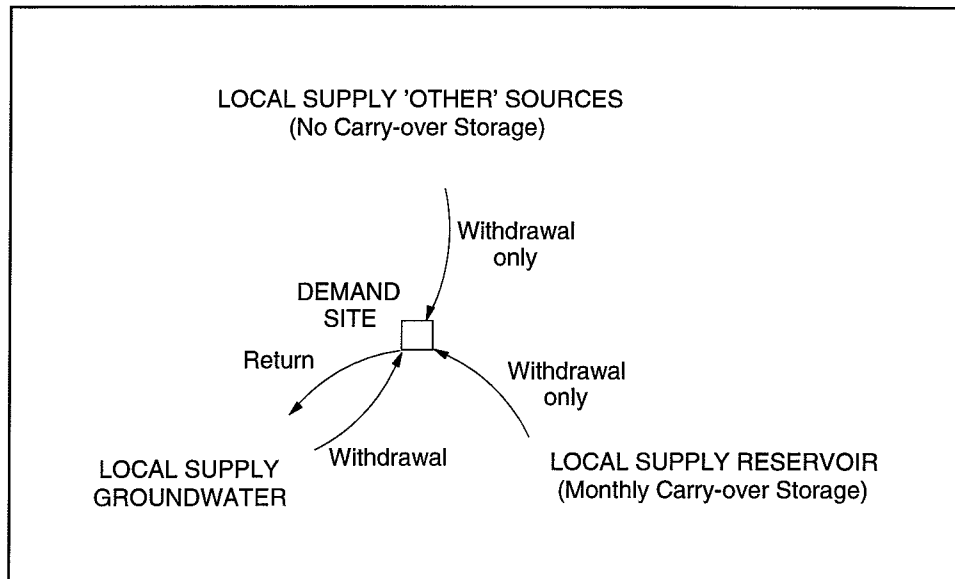 LOCAL SUPPLY 'OTHER' SOURCES
(No Carry-over Storage)
Withdrawal
only
DEMAND
SITE
Return
Withdrawal
only
Withdrawal
LOCAL SUPPLY
GROUNDWATER
LOCAL SUPPLY RESERVOIR
(Monthly Carry-over Storage)